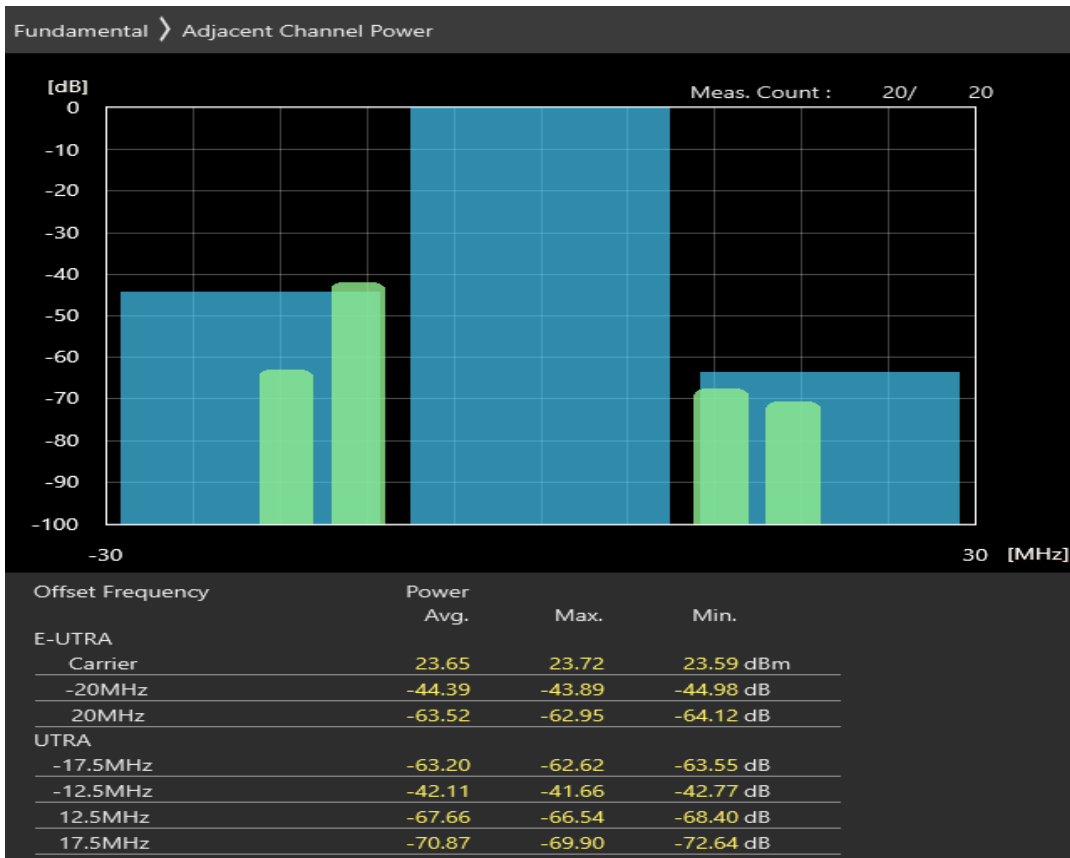 Fundamental 〉 Adjacent Channel Power
[dB]
Meas. Count : 20/ 20
0
-10
-20
-30
-40
-50
-60
-70
-80
-90
-100
-30 30 [MHz]
Offset Frequency Power
Avg. Max. Min.
E-UTRA
Carrier 23.65 23.72 23.59 dBm
-20MHz -44.39 -43.89 -44.98 dB
20MHz -63.52 -62.95 -64.12 dB
UTRA
-17.5MHz -63.20 -62.62 -63.55 dB
-12.5MHz -42.11 -41.66 -42.77 dB
12.5MHz -67.66 -66.54 -68.40 dB
17.5MHz -70.87 -69.90 -72.64 dB